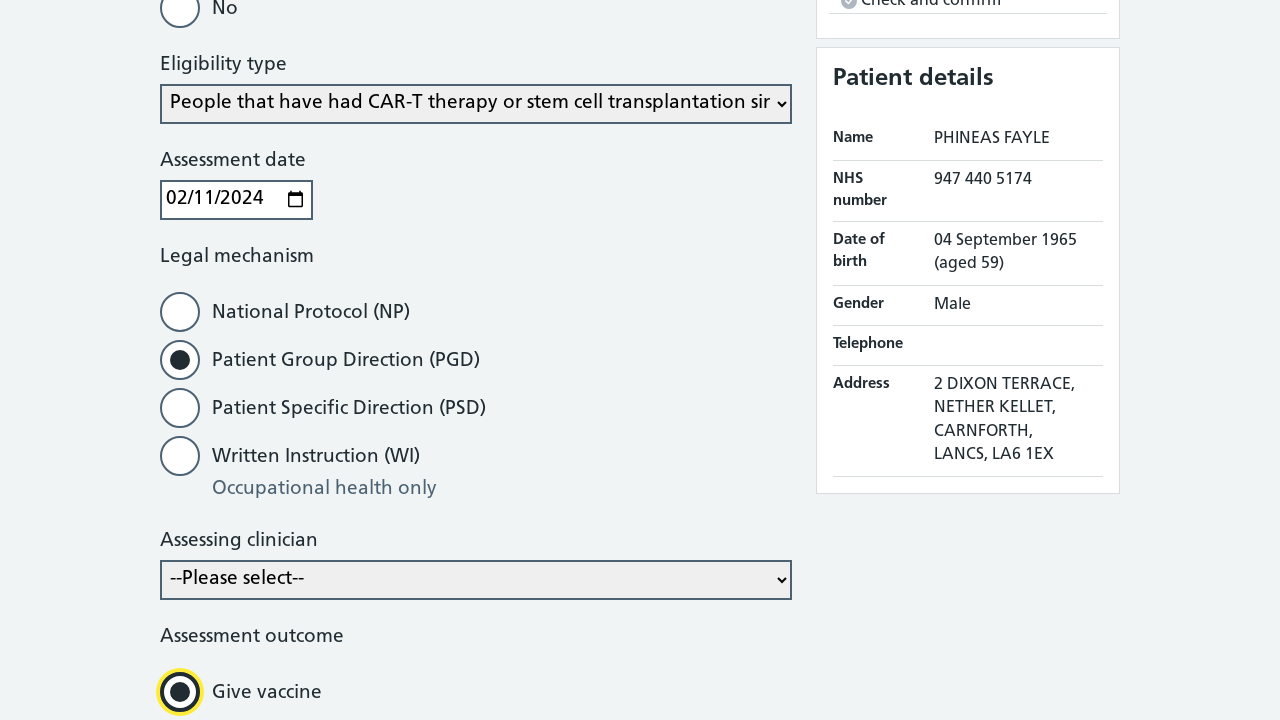 No
Check and confirm
Eligibility type
People that have had CAR-T therapy or stem cell transplantation sin
Assessment date
02/11/2024
Legal mechanism
National Protocol (NP)
Patient Group Direction (PGD)
Patient Specific Direction (PSD)
Written Instruction (WI)
Occupational health only
Assessing clinician
--Please select--
Assessment outcome
Give vaccine
Patient details
Name PHINEAS FAYLE
NHS number 947 440 5174
Date of birth 04 September 1965 (aged 59)
Gender Male
Telephone
Address 2 DIXON TERRACE,
NETHER KELLET,
CARNFORTH,
LANCS, LA6 1EX